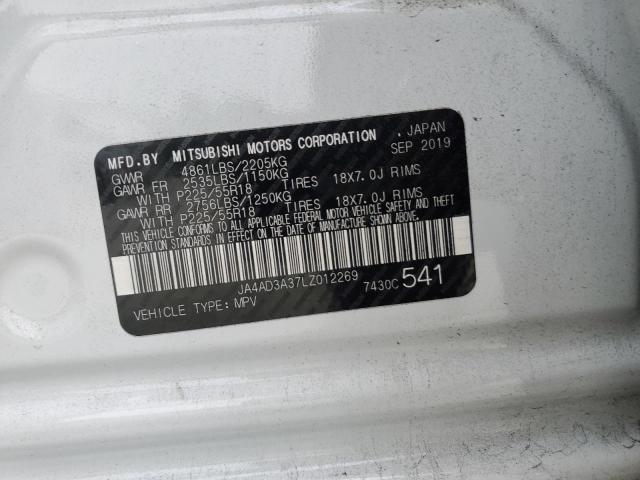 MFD.BY MITSUBISHI MOTORS CORPORATION , JAPAN
GVWR 4861LBS/2205KG SEP 2019
GAWR FR 2535LBS/1150KG
WITH P225/55R18 TIRES 18X7.0J RIMS
GAWR RR 2756LBS/1250KG
WITH P225/55R18 TIRES 18X7.0J RIMS
THIS VEHICLE CONFORMS TO ALL APPLICABLE FEDERAL MOTOR VEHICLE SAFETY AND THEFT
PREVENTION STANDARDS IN EFFECT ON THE DATE OF MANUFACTURE SHOWN ABOVE.
JA4AD3A37LZ012269 7430C 541
VEHICLE TYPE: MPV